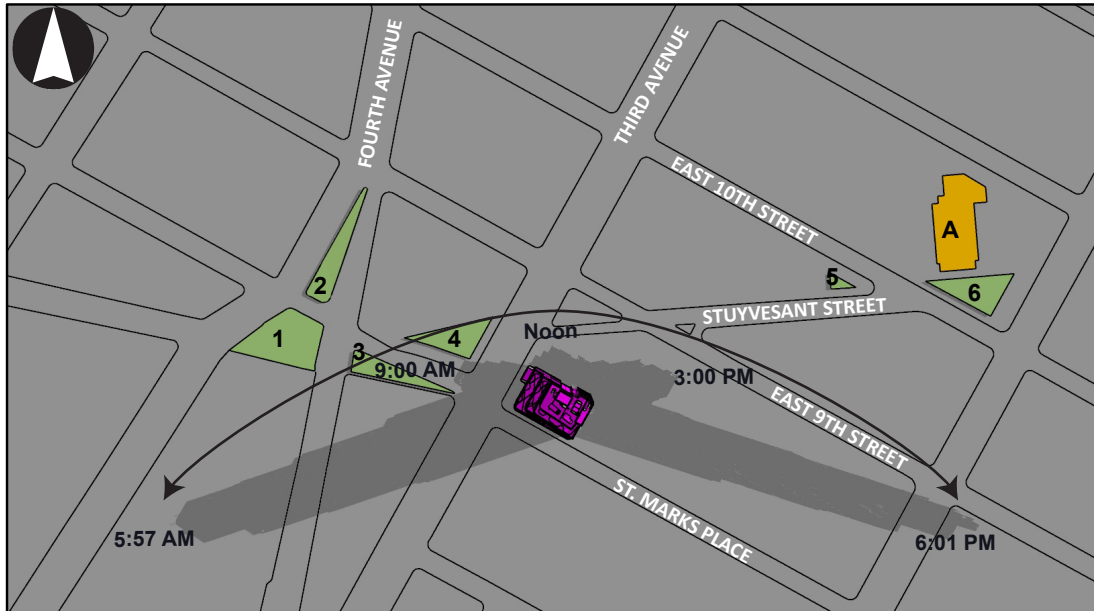 FOURTH AVENUE
THIRD AVENUE
EAST 10TH STREET
A
2
5
6
STUYVESANT STREET
1
4
Noon
3
9:00 AM
3:00 PM
EAST 9TH STREET
ST. MARKS PLACE
5:57 AM
6:01 PM